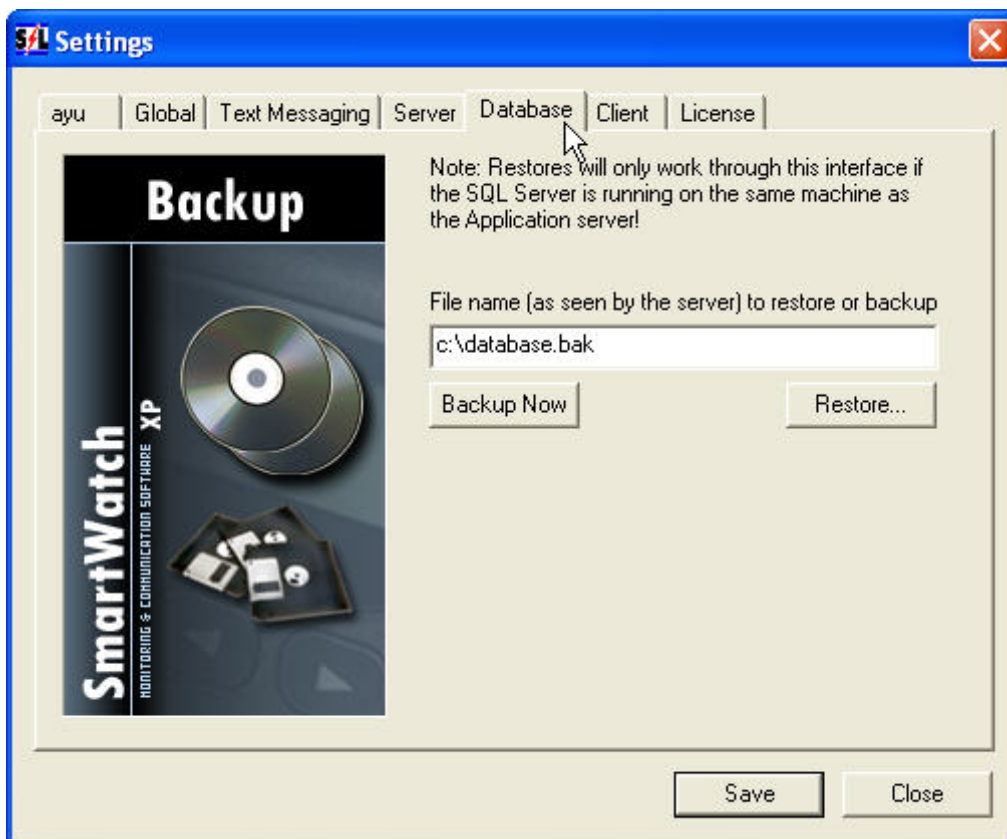 SfL Settings
ayu Global Text Messaging Server Database Client License
Backup
SmartWatch XP
MONITORING & COMMUNICATION SOFTWARE
Note: Restores will only work through this interface if
the SQL Server is running on the same machine as
the Application server!
File name (as seen by the server) to restore or backup
c:\database.bak
Backup Now Restore...
Save Close